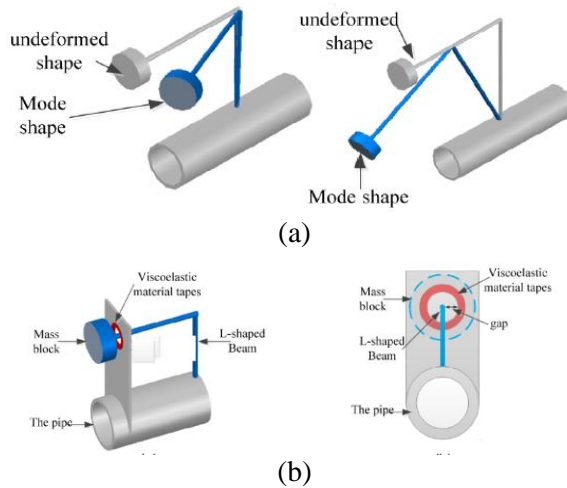 undeformed
shape
Mode
shape
undeformed
shape
Mode shape
(a)
Viscoelastic
material tapes
Mass
block
L-shaped
Beam
The pipe
Mass
block
Viscoelastic
material tapes
gap
L-shaped
Beam
The pipe
(b)